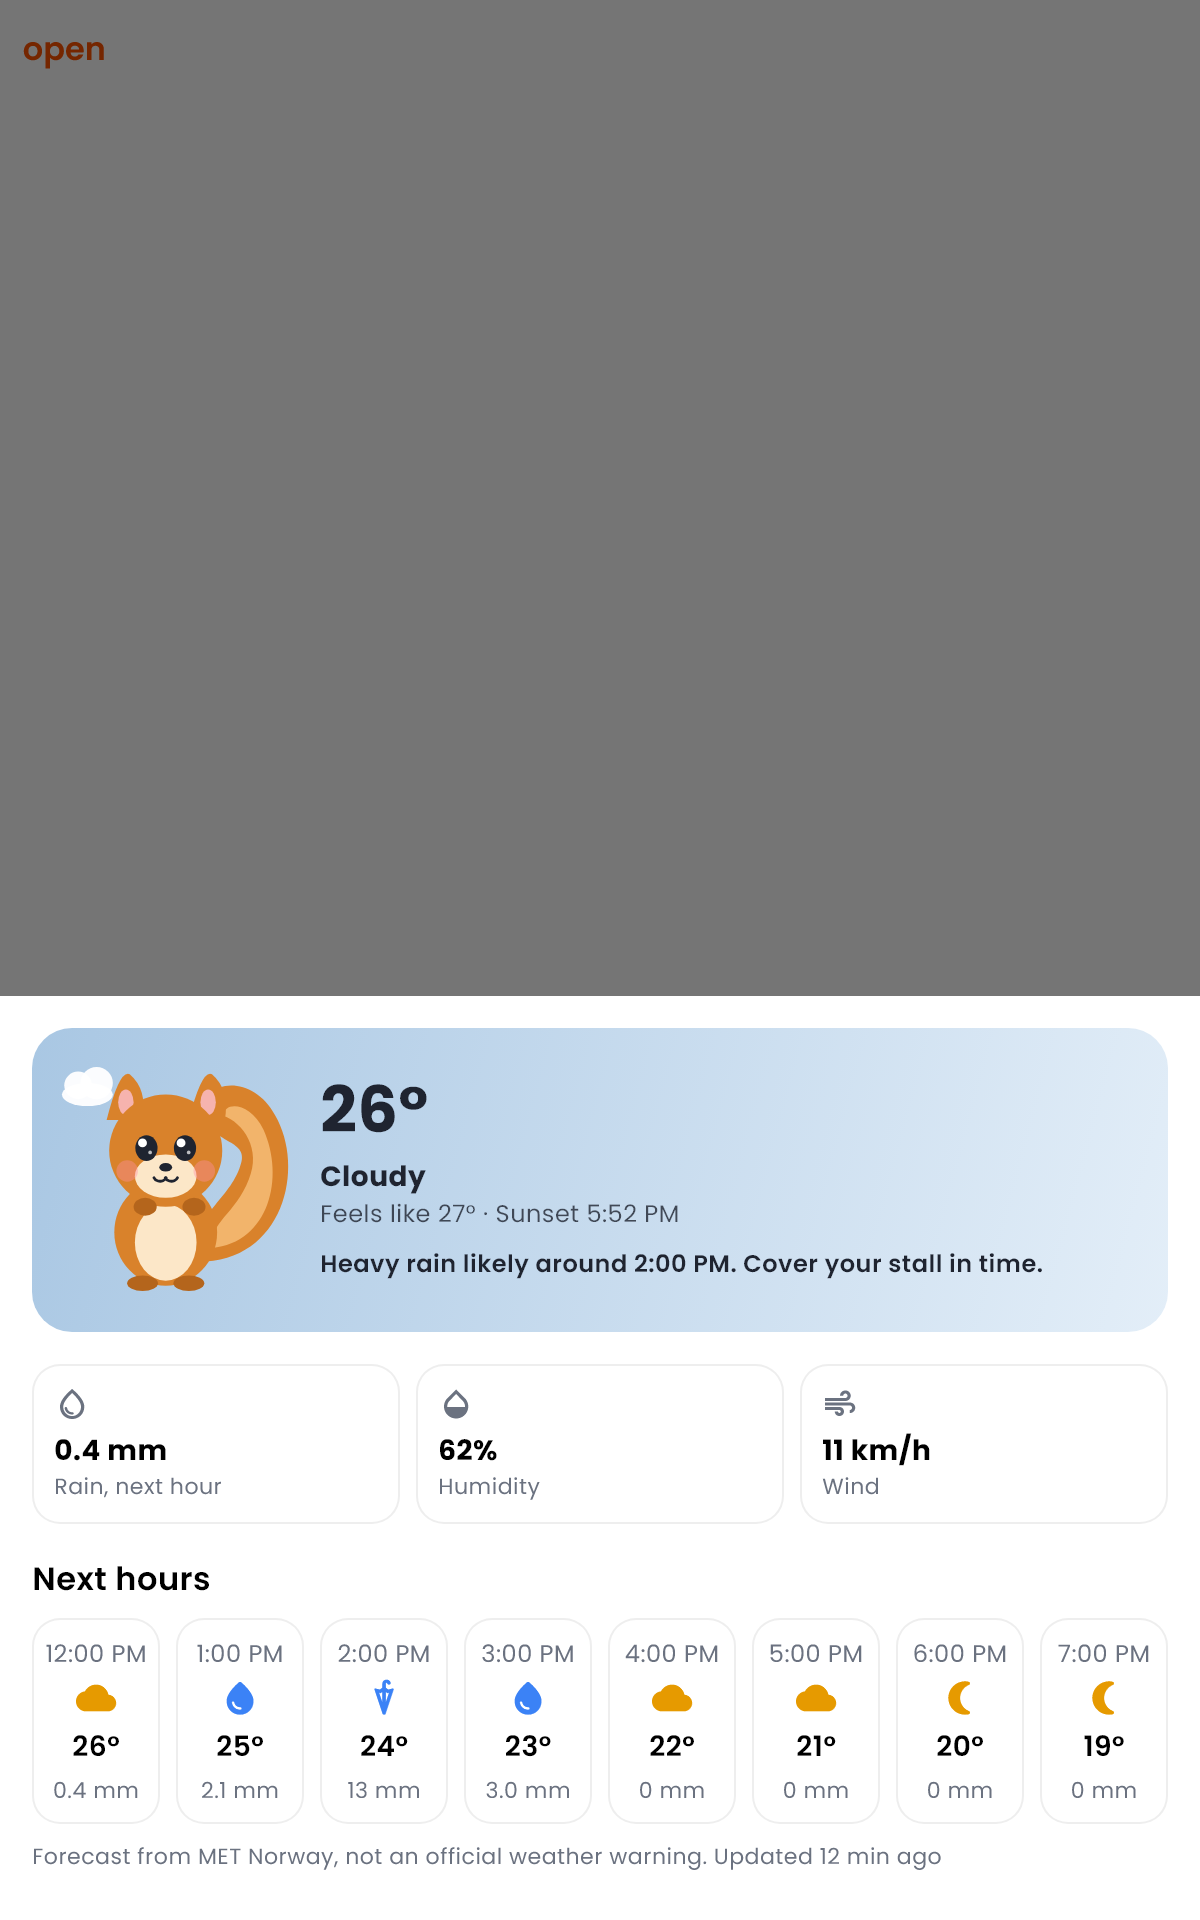 open
26°
Cloudy
Feels like 27° · Sunset 5:52 PM
Heavy rain likely around 2:00 PM. Cover your stall in time.
0.4 mm
Rain, next hour
62%
Humidity
11 km/h
Wind
Next hours
12:00 PM 1:00 PM 2:00 PM 3:00 PM 4:00 PM 5:00 PM 6:00 PM 7:00 PM
26° 25° 24° 23° 22° 21° 20° 19°
0.4 mm 2.1 mm 13 mm 3.0 mm 0 mm 0 mm 0 mm 0 mm
Forecast from MET Norway, not an official weather warning. Updated 12 min ago